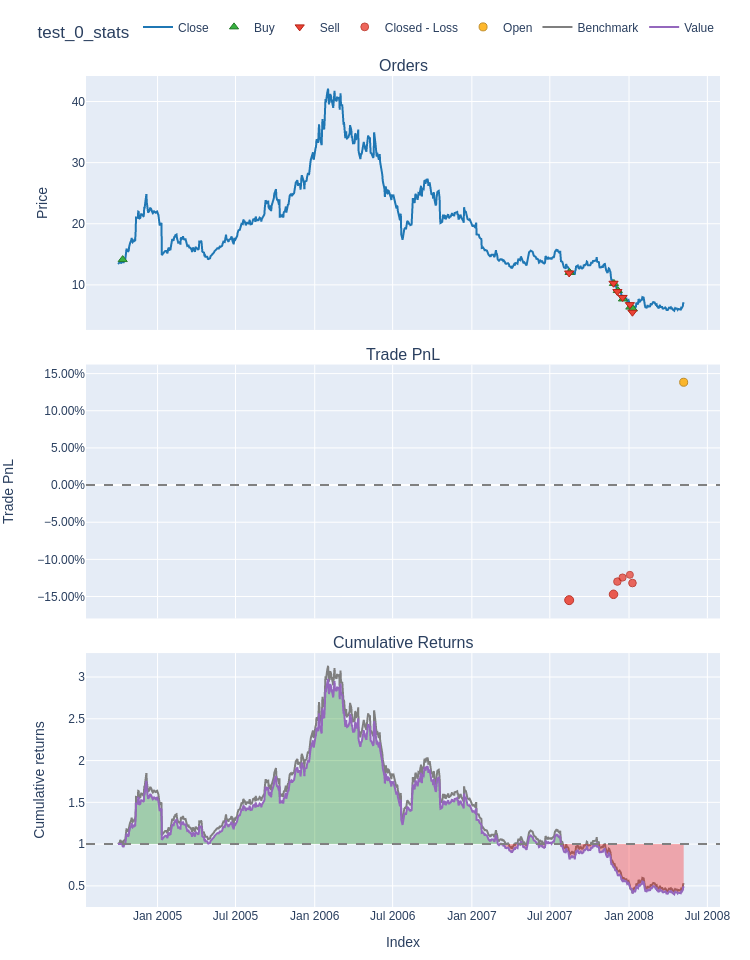 test_0_stats
Close Buy Sell Closed - Loss Open Benchmark Value
Orders
40
30
20
10
Price
Trade PnL
15.00%
10.00%
5.00%
0.00%
−5.00%
−10.00%
−15.00%
Trade PnL
Cumulative Returns
3
2.5
2
1.5
1
0.5
Cumulative returns
Jan 2005 Jul 2005 Jan 2006 Jul 2006 Jan 2007 Jul 2007 Jan 2008 Jul 2008
Index